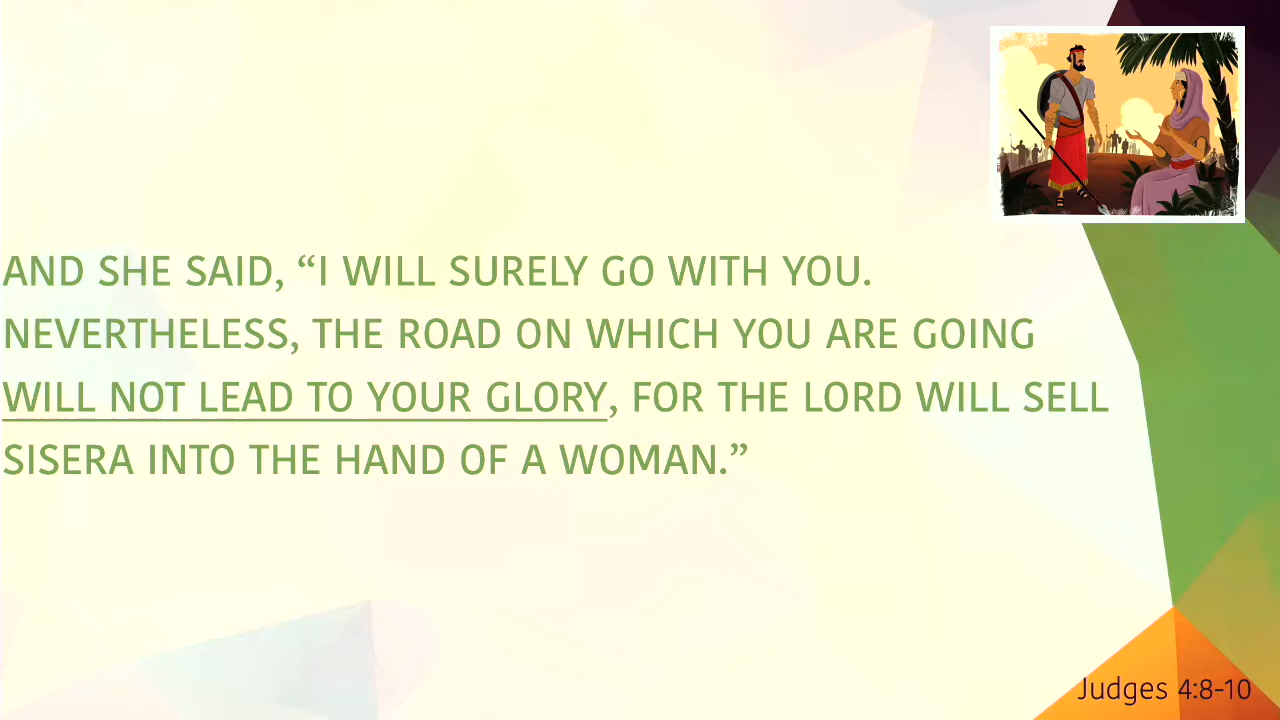 AND SHE SAID, “I WILL SURELY GO WITH YOU.
NEVERTHELESS, THE ROAD ON WHICH YOU ARE GOING
WILL NOT LEAD TO YOUR GLORY, FOR THE LORD WILL SELL
SISERA INTO THE HAND OF A WOMAN.”
Judges 4:8-10